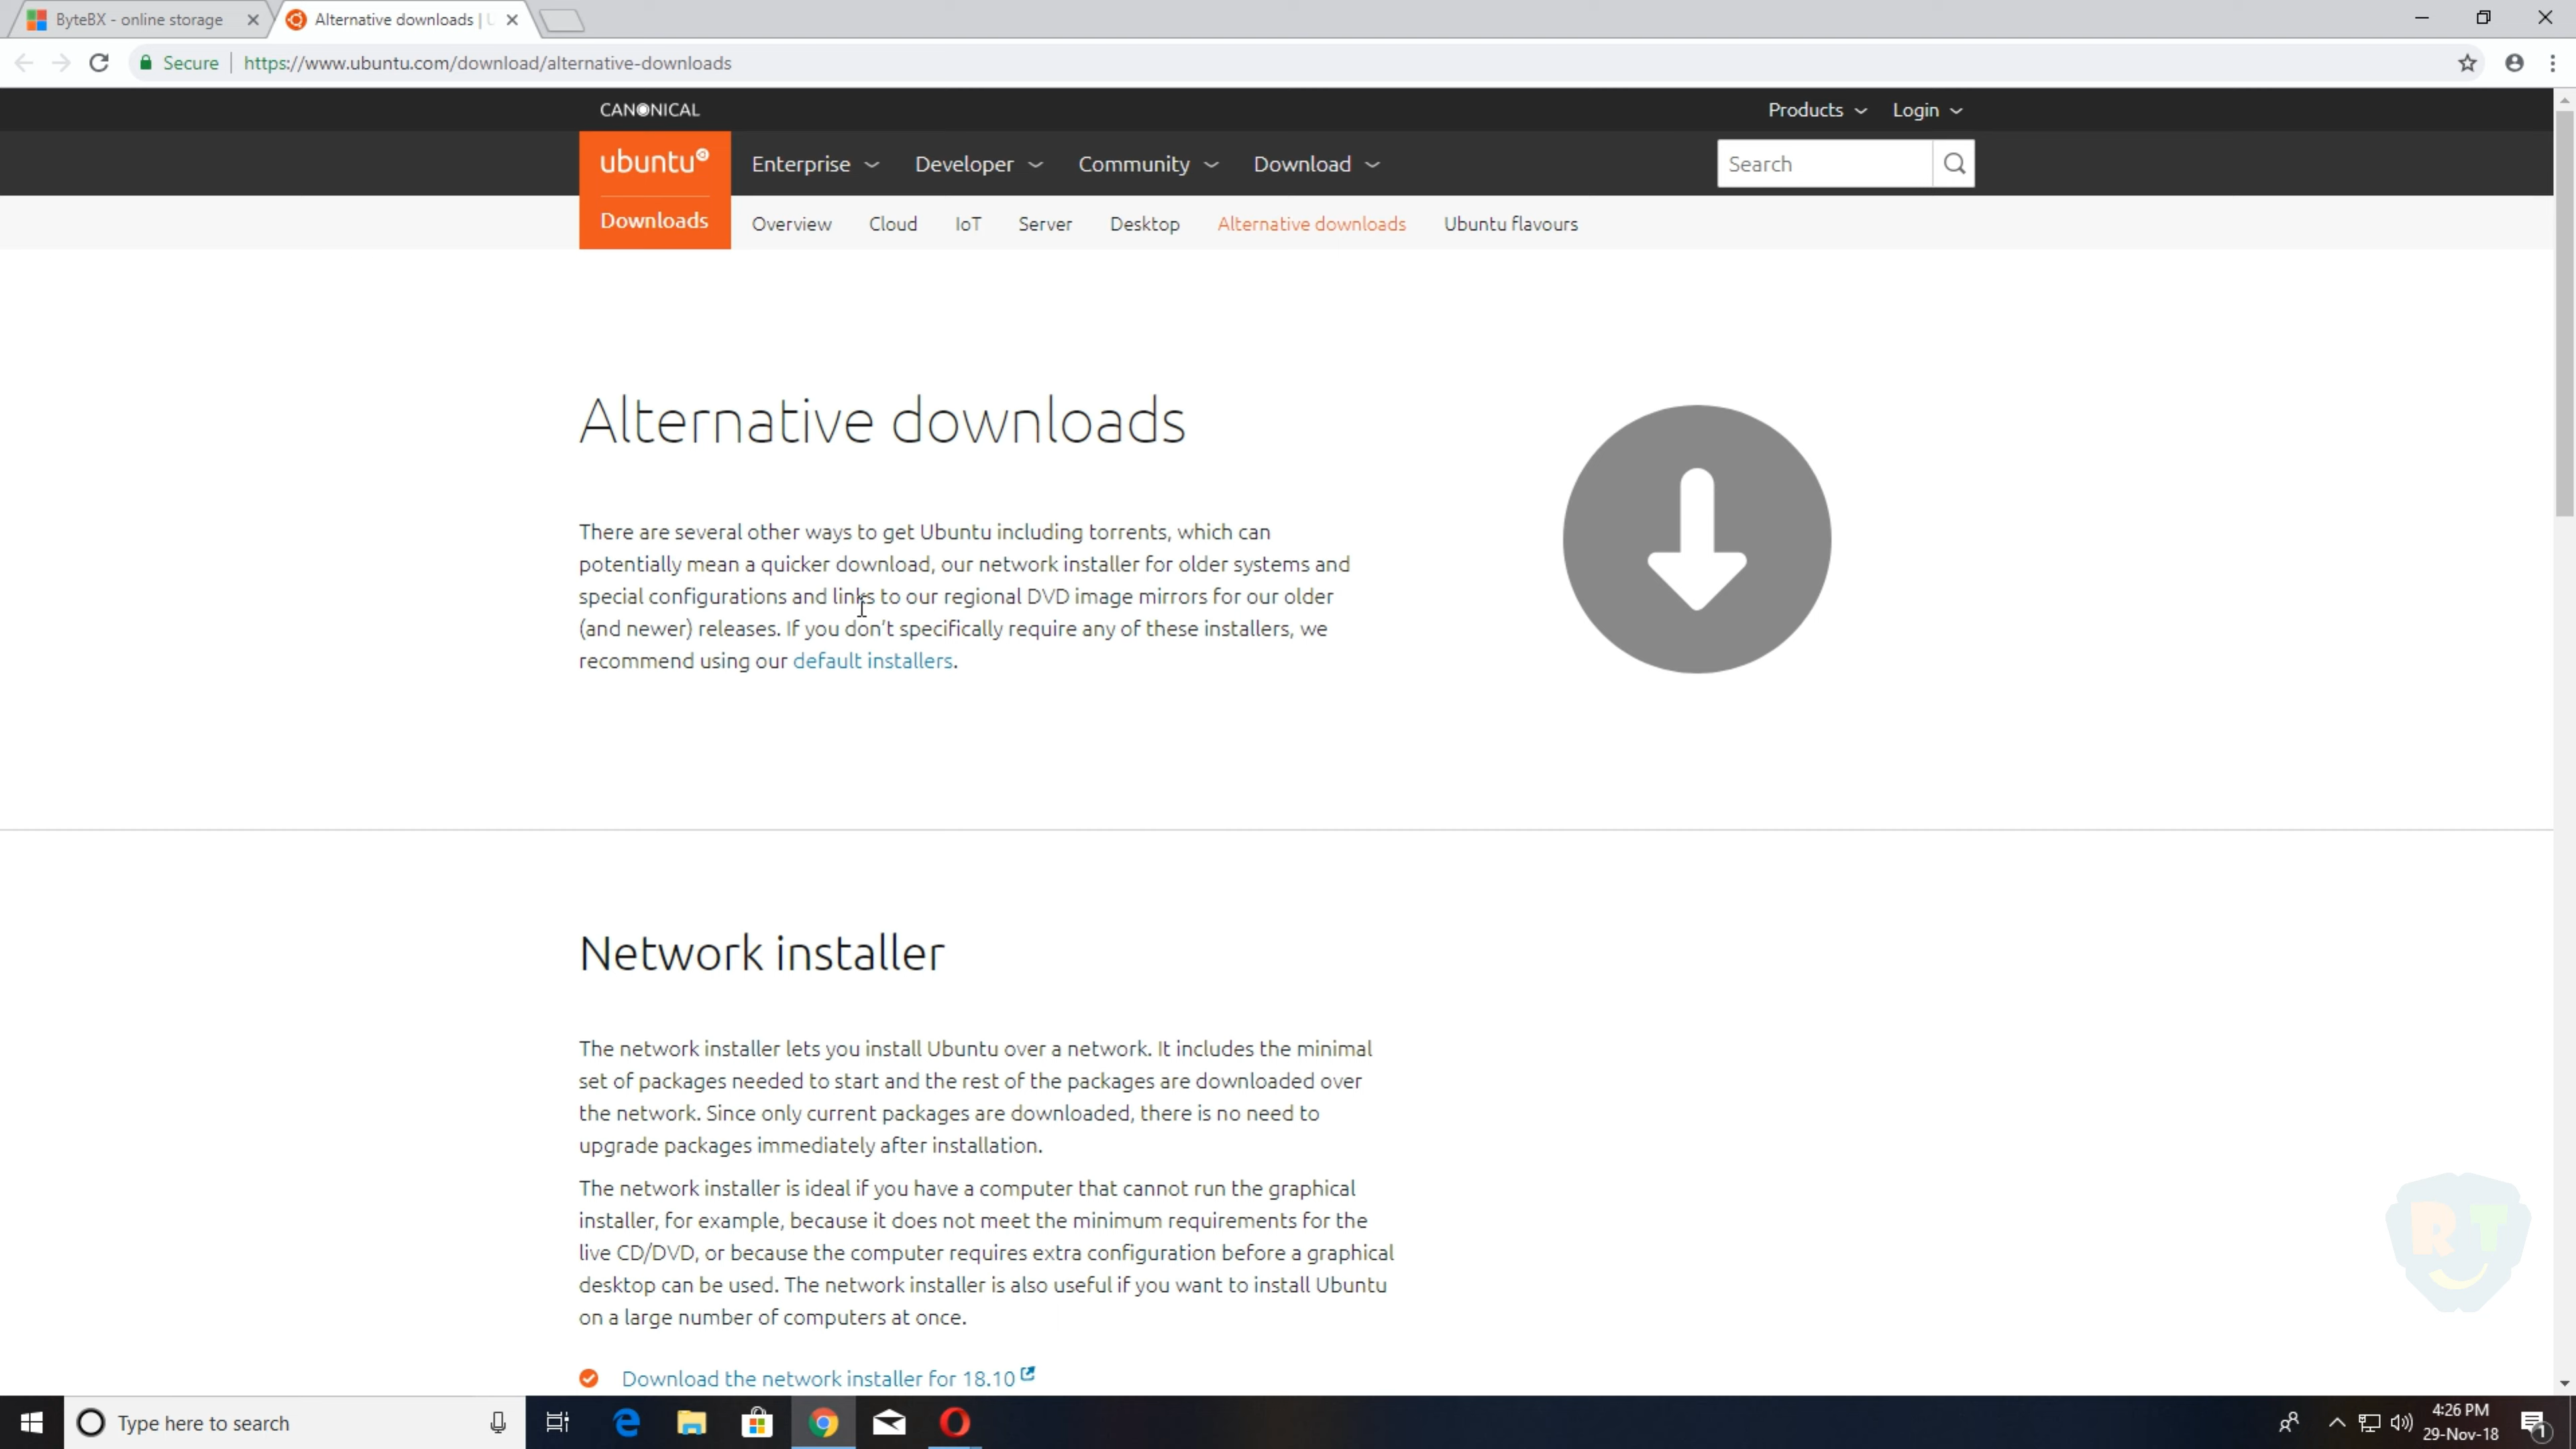 ByteBX - online storage
Alternative downloads |
Secure
https://www.ubuntu.com/download/alternative-downloads
CANONICAL
Products
Login
ubuntu
Enterprise
Developer
Community
Download
Search
Downloads
Overview
Cloud
IoT
Server
Desktop
Alternative downloads
Ubuntu flavours
Alternative downloads
There are several other ways to get Ubuntu including torrents, which can
potentially mean a quicker download, our network installer for older systems and
special configurations and links to our regional DVD image mirrors for our older
(and newer) releases. If you don't specifically require any of these installers, we
recommend using our default installers.
Network installer
The network installer lets you install Ubuntu over a network. It includes the minimal
set of packages needed to start and the rest of the packages are downloaded over
the network. Since only current packages are downloaded, there is no need to
upgrade packages immediately after installation.
The network installer is ideal if you have a computer that cannot run the graphical
installer, for example, because it does not meet the minimum requirements for the
live CD/DVD, or because the computer requires extra configuration before a graphical
desktop can be used. The network installer is also useful if you want to install Ubuntu
on a large number of computers at once.
RT
Download the network installer for 18.10
Type here to search
4:26 PM
29-Nov-18
1